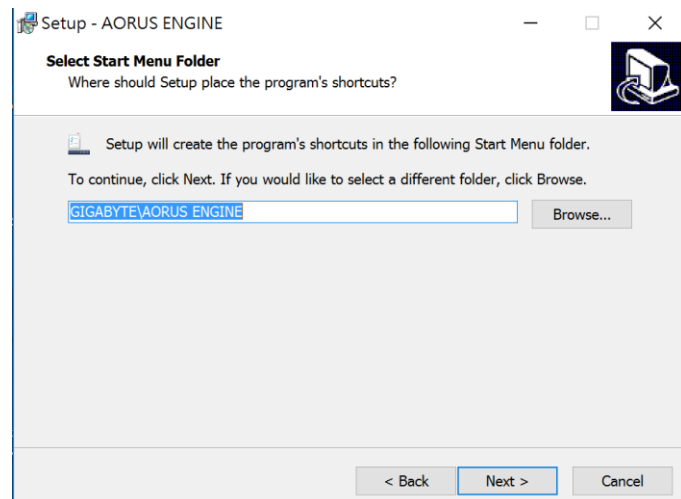 Setup - AORUS ENGINE
Select Start Menu Folder
Where should Setup place the program's shortcuts?
Setup will create the program's shortcuts in the following Start Menu folder.
To continue, click Next. If you would like to select a different folder, click Browse.
GIGABYTE\AORUS ENGINE
Browse...
< Back
Next >
Cancel